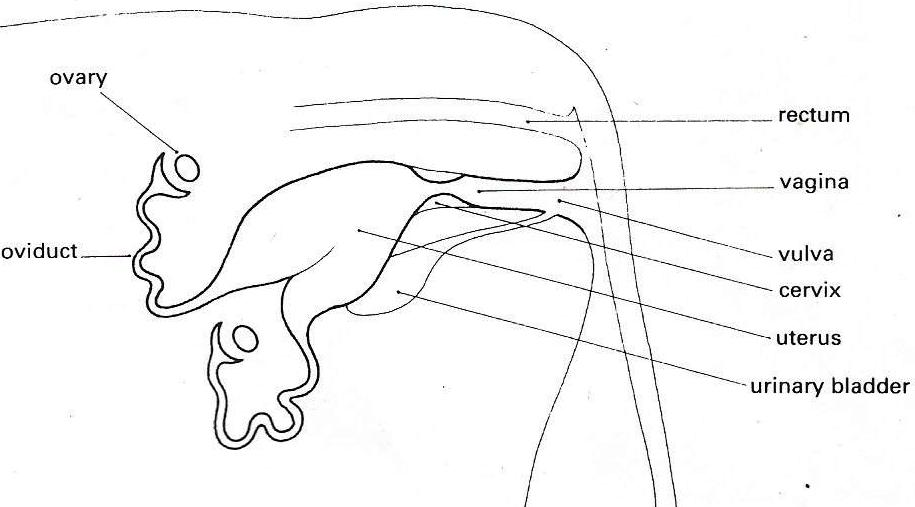 ovary
rectum
vagina
oviduct
vulva
cervix
uterus
urinary bladder